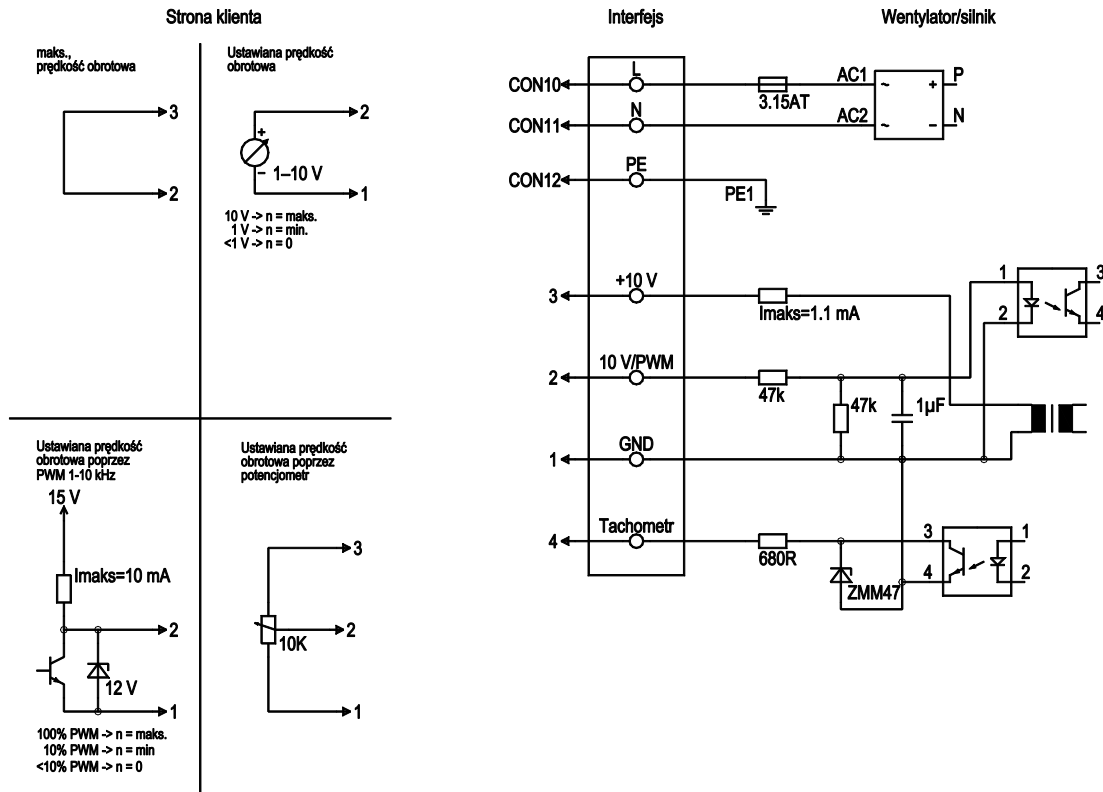 Strona klienta
Interfejs
Wentylator/silnik
maks.,
prędkość obrotowa
3
2
Ustawiana prędkość
obrotowa
2
+
–
1–10 V
1
10 V -> n = maks.
1 V -> n = min.
<1 V -> n = 0
Ustawiana prędkość
obrotowa poprzez
PWM 1-10 kHz
15 V
Imaks=10 mA
2
12 V
1
100% PWM -> n = maks.
10% PWM -> n = min
<10% PWM -> n = 0
Ustawiana prędkość
obrotowa poprzez
potencjometr
3
2
10K
1
CON10
L
3.15AT
AC1
~
+
P
CON11
N
AC2
~
–
N
CON12
PE
PE1
3
+10 V
Imaks=1.1 mA
1
2
3
4
2
10 V/PWM
47k
47k
1µF
1
GND
4
Tachometr
680R
ZMM47
3
4
1
2